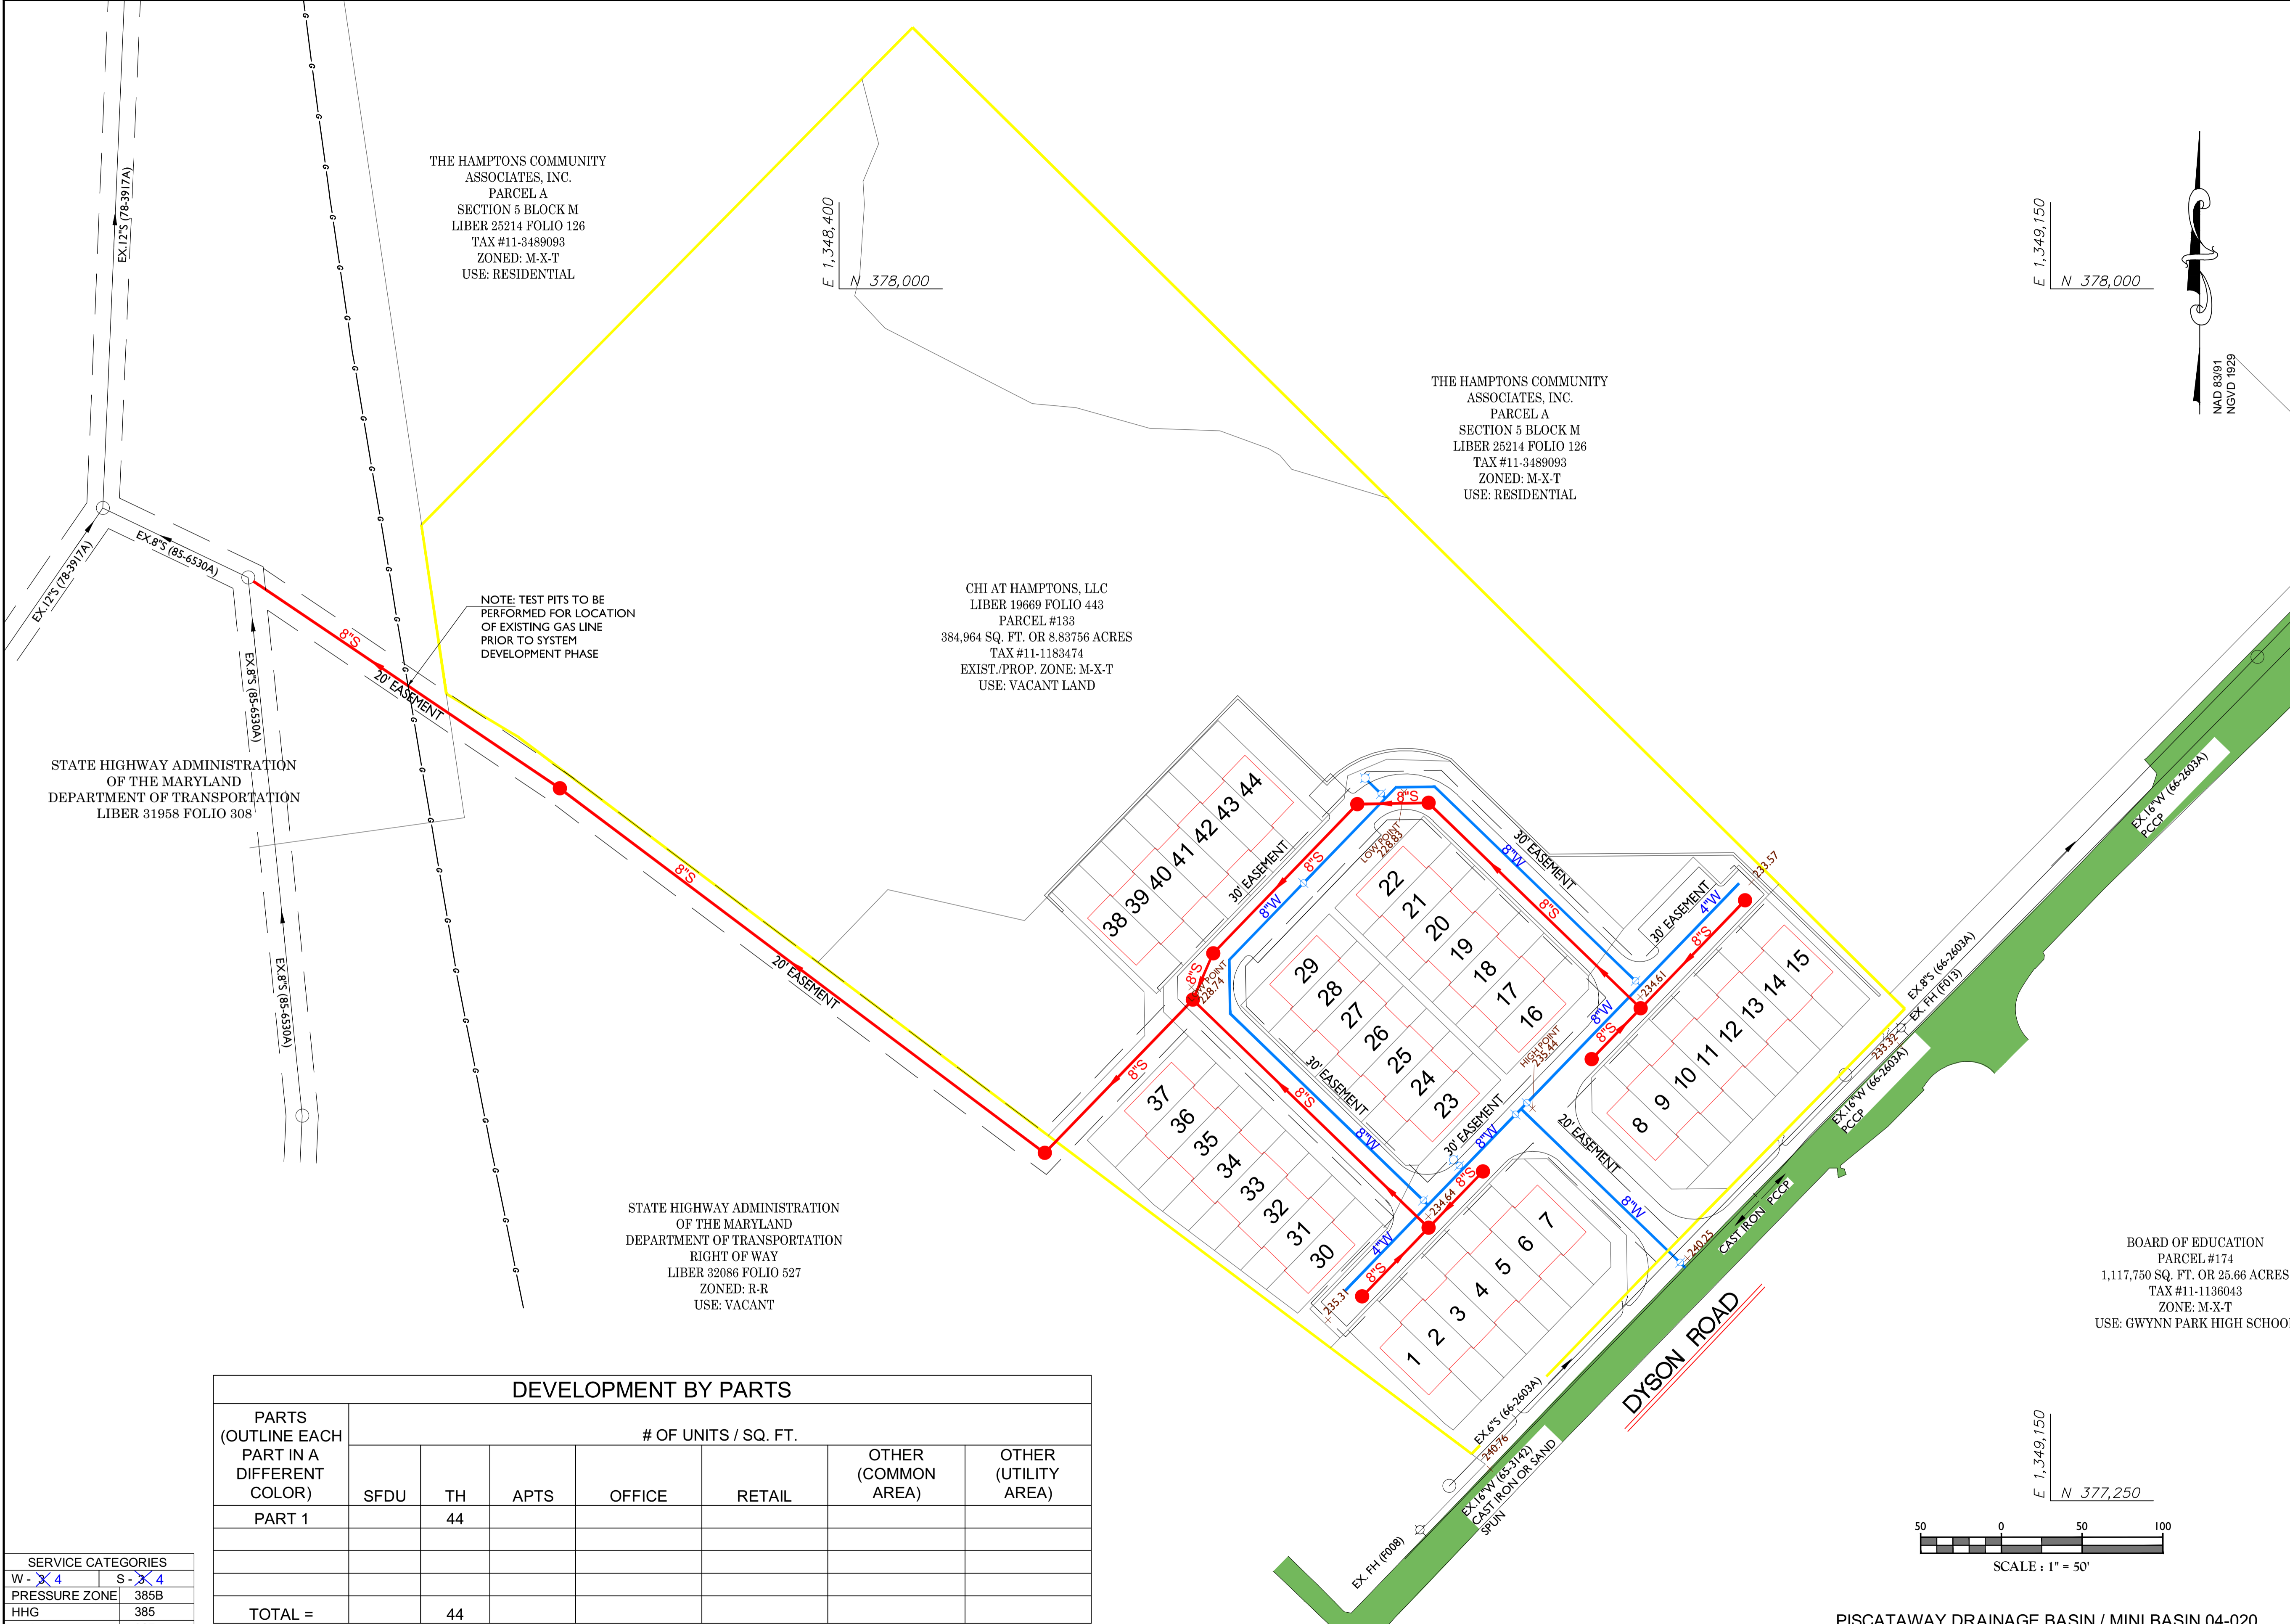 THE HAMPTONS COMMUNITY
ASSOCIATES, INC.
PARCEL A
SECTION 5 BLOCK M
LIBER 25214 FOLIO 126
TAX #11-3489093
ZONED: M-X-T
USE: RESIDENTIAL
E 1,348,400
N 378,000
E 1,349,150
N 378,000
NAD 83/91
NGVD 1929
THE HAMPTONS COMMUNITY
ASSOCIATES, INC.
PARCEL A
SECTION 5 BLOCK M
LIBER 25214 FOLIO 126
TAX #11-3489093
ZONED: M-X-T
USE: RESIDENTIAL
EX.12"S (78-3917A)
EX.12"S (78-3917A)
EX.8"S (85-6530A)
EX.8"S (85-6530A)
EX.8"S (85-6530A)
NOTE: TEST PITS TO BE
PERFORMED FOR LOCATION
OF EXISTING GAS LINE
PRIOR TO SYSTEM
DEVELOPMENT PHASE
8"S
20' EASEMENT
8"S
20' EASEMENT
CHI AT HAMPTONS, LLC
LIBER 19669 FOLIO 443
PARCEL #133
384,964 SQ. FT. OR 8.83756 ACRES
TAX #11-1183474
EXIST./PROP. ZONE: M-X-T
USE: VACANT LAND
STATE HIGHWAY ADMINISTRATION
OF THE MARYLAND
DEPARTMENT OF TRANSPORTATION
LIBER 31958 FOLIO 308
STATE HIGHWAY ADMINISTRATION
OF THE MARYLAND
DEPARTMENT OF TRANSPORTATION
RIGHT OF WAY
LIBER 32086 FOLIO 527
ZONED: R-R
USE: VACANT
38 39 40 41 42 43 44
30' EASEMENT
8"S
8"W
8"S
LOW POINT
228.83
8"W
30' EASEMENT
8"S
30' EASEMENT
4"W
8"S
233.57
22
21
20
19
18
17
16
29
28
27
26
25
24
23
8"S
POINT
228.74
8"S
8"S
30' EASEMENT
8"W
37
36
35
34
33
32
31
30
+234.61
8"W
8"S
HIGH POINT
235.44
8 9 10 11 12 13 14 15
30' EASEMENT
8"W
8"S
234.64
4"W
8"S
235.31
1 2 3 4 5 6 7
20' EASEMENT
8"W
240.25
233.32
EX.8"S (66-2603A)
EX. FH (F013)
EX.16"W (66-2603A)
PCCP
EX.16"W (66-2603A)
PCCP
CAST IRON
PCCP
DYSON ROAD
EX.6"S (66-2603A)
240.76
EX.16"W (65-3142)
CAST IRON OR SAND
SPUN
EX. FH (F008)
BOARD OF EDUCATION
PARCEL #174
1,117,750 SQ. FT. OR 25.66 ACRES
TAX #11-1136043
ZONE: M-X-T
USE: GWYNN PARK HIGH SCHOOL
E 1,349,150
N 377,250
50 0 50 100
SCALE : 1" = 50'
DEVELOPMENT BY PARTS
PARTS
(OUTLINE EACH
PART IN A
DIFFERENT
COLOR)
# OF UNITS / SQ. FT.
SFDU TH APTS OFFICE RETAIL OTHER (COMMON AREA) OTHER (UTILITY AREA)
PART 1 44
TOTAL = 44
SERVICE CATEGORIES
W - 3 4 S - 3 4
PRESSURE ZONE 385B
HHG 385
PISCATAWAY DRAINAGE BASIN / MINI BASIN 04-020